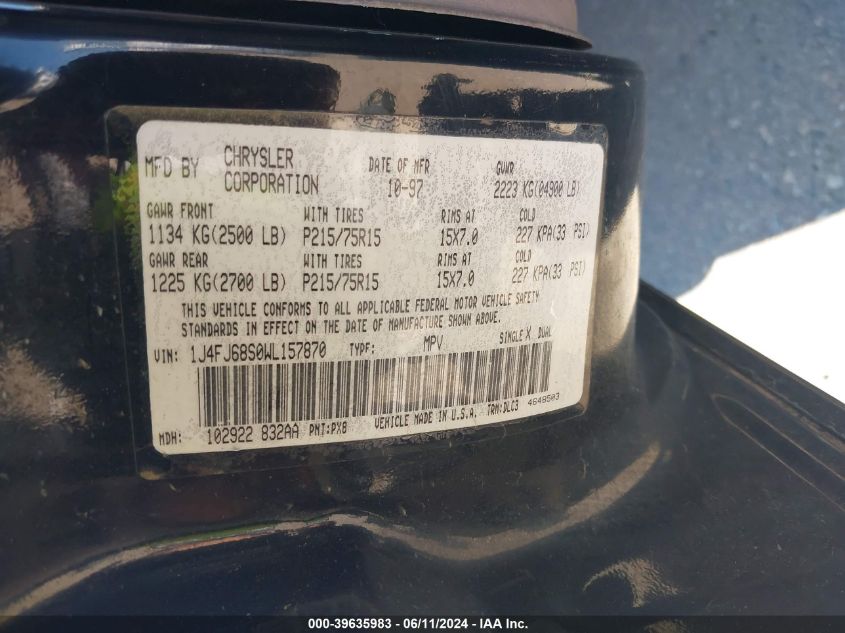 MFD BY CHRYSLER CORPORATION DATE OF MFR 10-97 GVWR 2223 KG(04900 LB)
GAWR FRONT WITH TIRES RIMS AT COLD
1134 KG(2500 LB) P215/75R15 15X7.0 227 KPA(33 PSI)
GAWR REAR WITH TIRES RIMS AT COLD
1225 KG(2700 LB) P215/75R15 15X7.0 227 KPA(33 PSI)
THIS VEHICLE CONFORMS TO ALL APPLICABLE FEDERAL MOTOR VEHICLE SAFETY
STANDARDS IN EFFECT ON THE DATE OF MANUFACTURE SHOWN ABOVE.
VIN: 1J4FJ68S0WL157870 TYPE: MPV SINGLE X DUAL
MDH: 102922 832AA PNT:PX8 VEHICLE MADE IN U.S.A. TRM:DLC3 4648503
000-39635983 - 06/11/2024 - IAAI Inc.